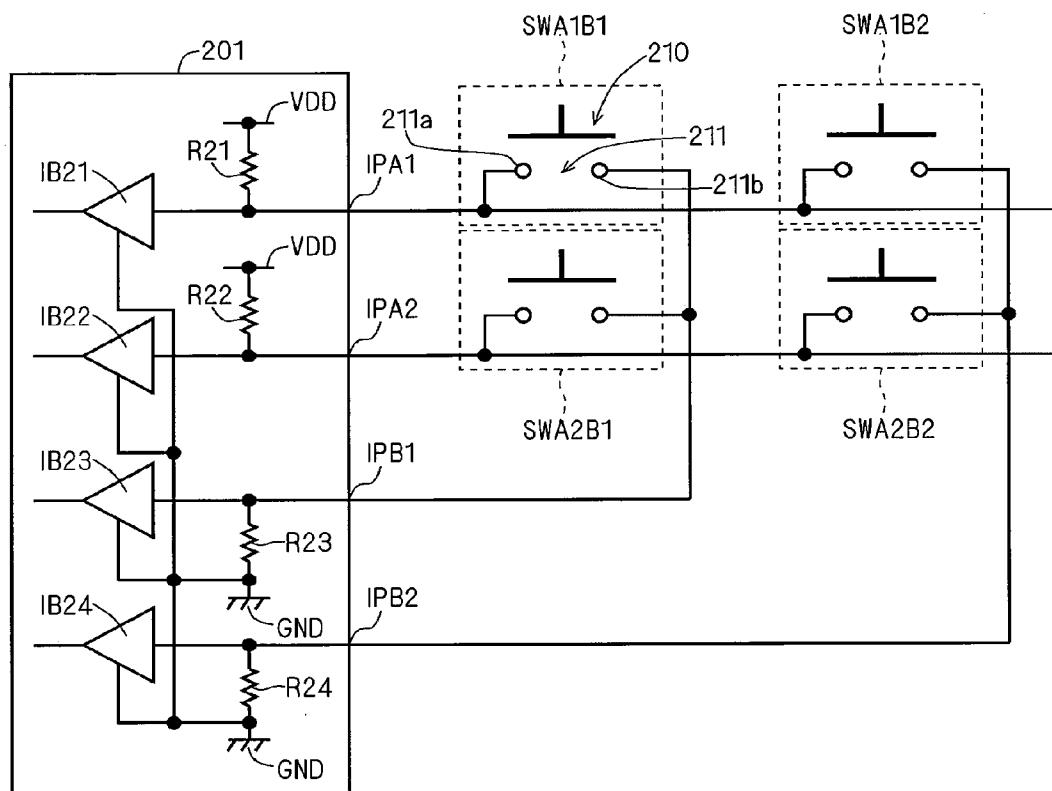 SWA1B1
SWA1B2
201
210
VDD
211a
211
R21
IPA1
IB21
211b
VDD
R22
IPA2
IB22
SWA2B1
SWA2B2
IB23
IPB1
R23
IB24
IPB2
GND
R24
GND